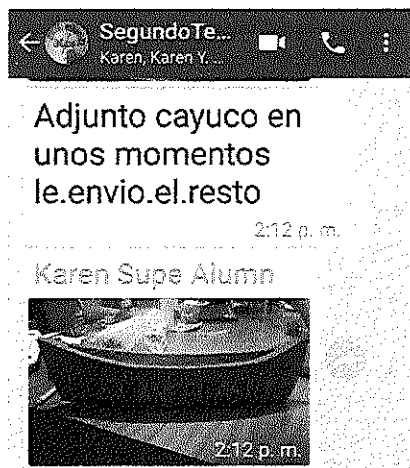 SegundoTe...
Karen, Karen Y. ...
Adjunto cayuco en
unos momentos
le.envio.el.resto
2:12 p. m.
Karen Supe Alumn
2:12 p. m.